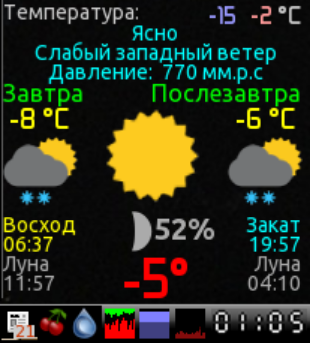 Температура: -15 -2 °C
Ясно
Слабый западный ветер
Давление: 770 мм.р.с
Завтра Послезавтра
-8 °C -6 °C
52%
Восход Закат
06:37 19:57
Луна -5° Луна
11:57 04:10
21 01:05